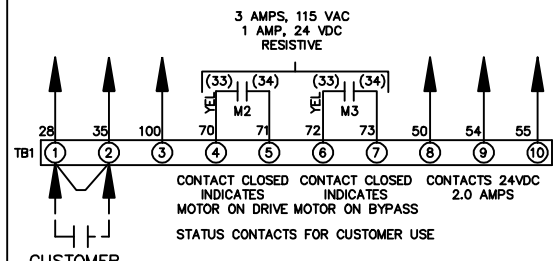 3 AMPS, 115 VAC
1 AMP, 24 VDC
RESISTIVE
(33) (34) (33) (34)
YEL M2 YEL M3
28 35 100 70 71 72 73 50 54 55
TB1 1 2 3 4 5 6 7 8 9 10
CONTACT CLOSED CONTACT CLOSED CONTACTS 24VDC
INDICATES INDICATES 2.0 AMPS
MOTOR ON DRIVE MOTOR ON BYPASS
STATUS CONTACTS FOR CUSTOMER USE
CUSTOMER